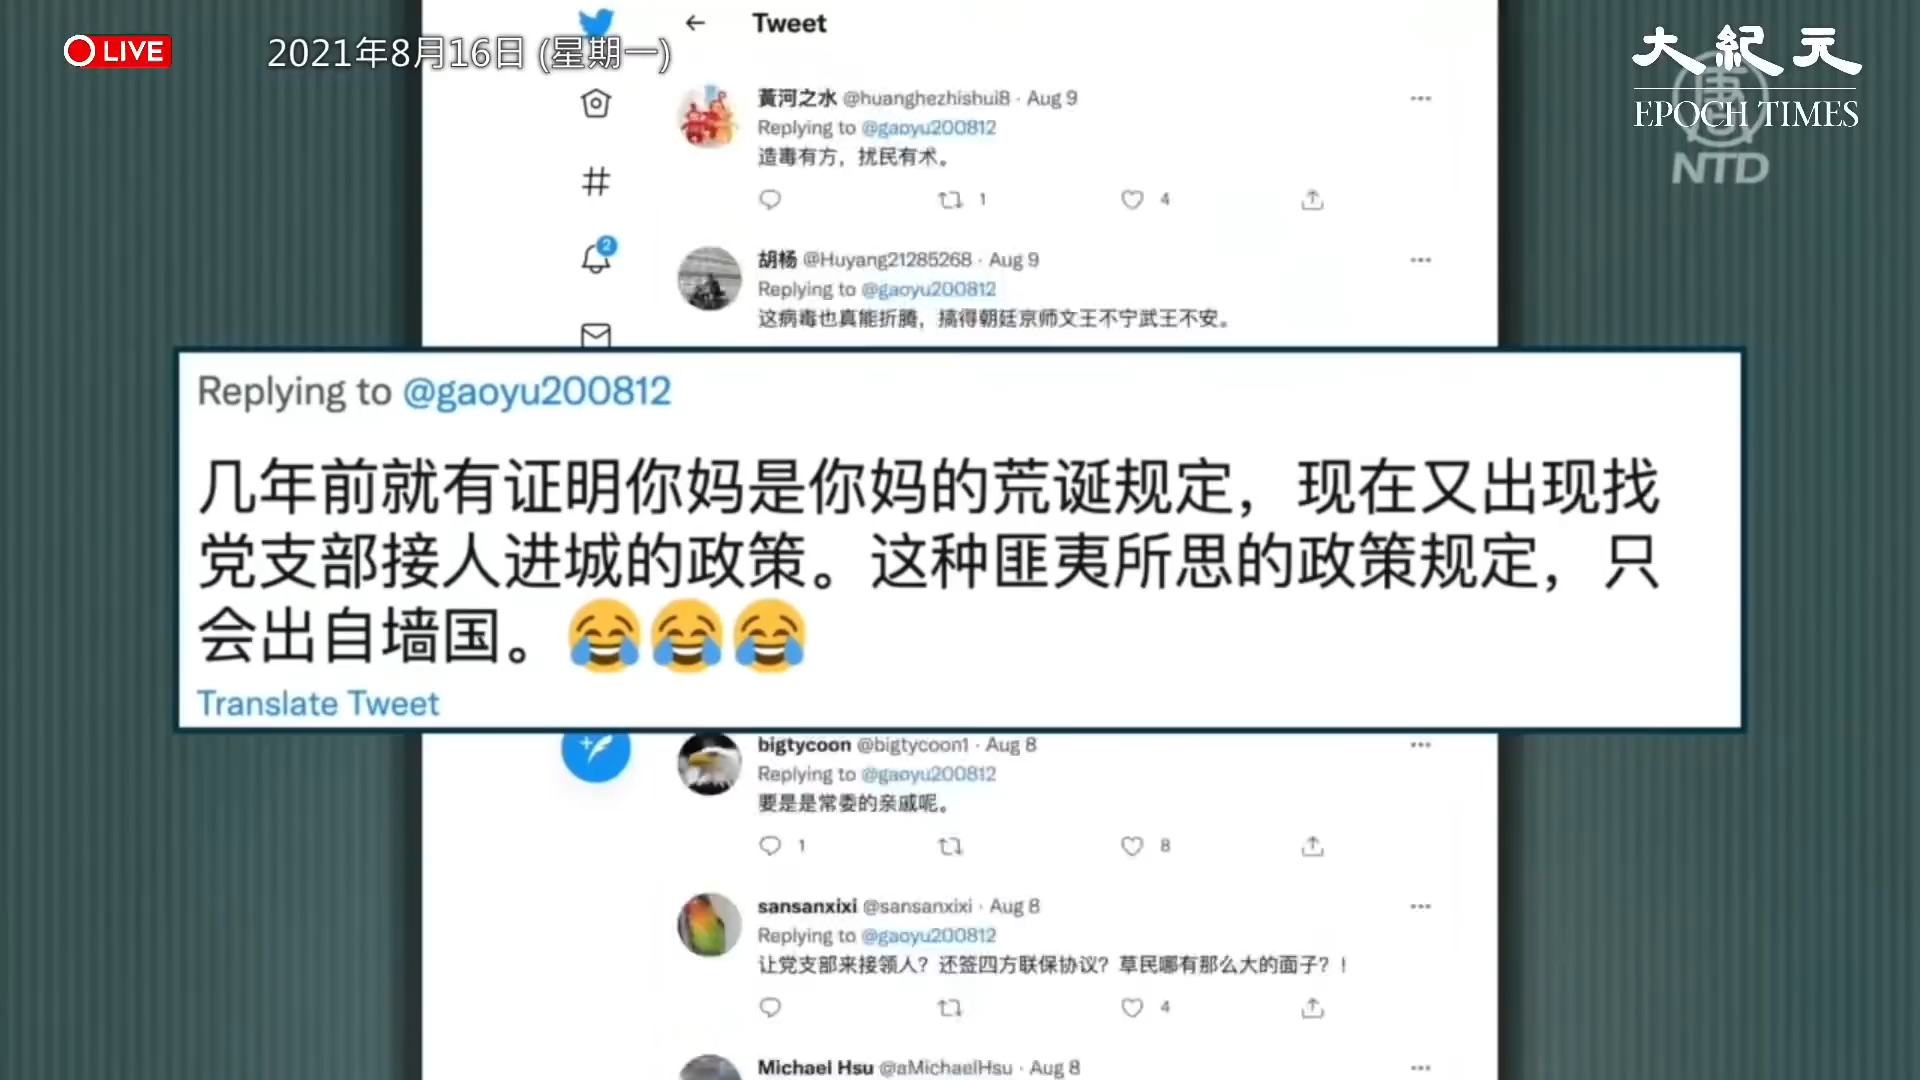 LIVE
2021年8月16日 (星期一)
大紀元
EPOCH TIMES
NTD
Tweet
黃河之水 @huanghezhishui8 · Aug 9
Replying to @gaoyu200812
造毒有方，扰民有术。
1
4
胡杨 @Huyang21285268 · Aug 9
Replying to @gaoyu200812
这病毒也真能折腾，搞得朝廷京师文王不宁武王不安。
2
Replying to @gaoyu200812
几年前就有证明你妈是你妈的荒诞规定，现在又出现找
党支部接人进城的政策。这种匪夷所思的政策规定，只
会出自墙国。😂😂😂
Translate Tweet
bigtycoon @bigtycoon1 · Aug 8
Replying to @gaoyu200812
要是是常委的亲戚呢。
1
8
sansanxixi @sansanxixi · Aug 8
Replying to @gaoyu200812
让党支部来接领人？还签四方联保协议？草民哪有那么大的面子？！
4
Michael Hsu @aMichaelHsu · Aug 8